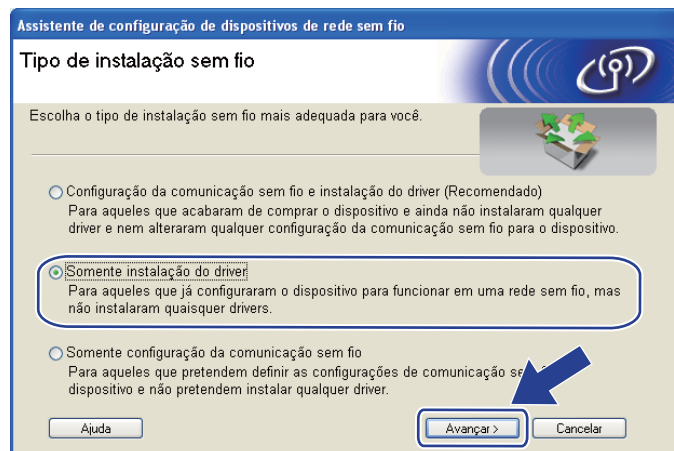 Assistente de configuração de dispositivos de rede sem fio
Tipo de instalação sem fio
Escolha o tipo de instalação sem fio mais adequada para você.
Configuração da comunicação sem fio e instalação do driver (Recomendado)
Para aqueles que acabaram de comprar o dispositivo e ainda não instalaram qualquer
driver e nem alteraram qualquer configuração da comunicação sem fio para o dispositivo.
Somente instalação do driver
Para aqueles que já configuraram o dispositivo para funcionar em uma rede sem fio, mas
não instalaram quaisquer drivers.
Somente configuração da comunicação sem fio
Para aqueles que pretendem definir as configurações de comunicação
dispositivo e não pretendem instalar qualquer driver.
Ajuda
Avançar >
Cancelar